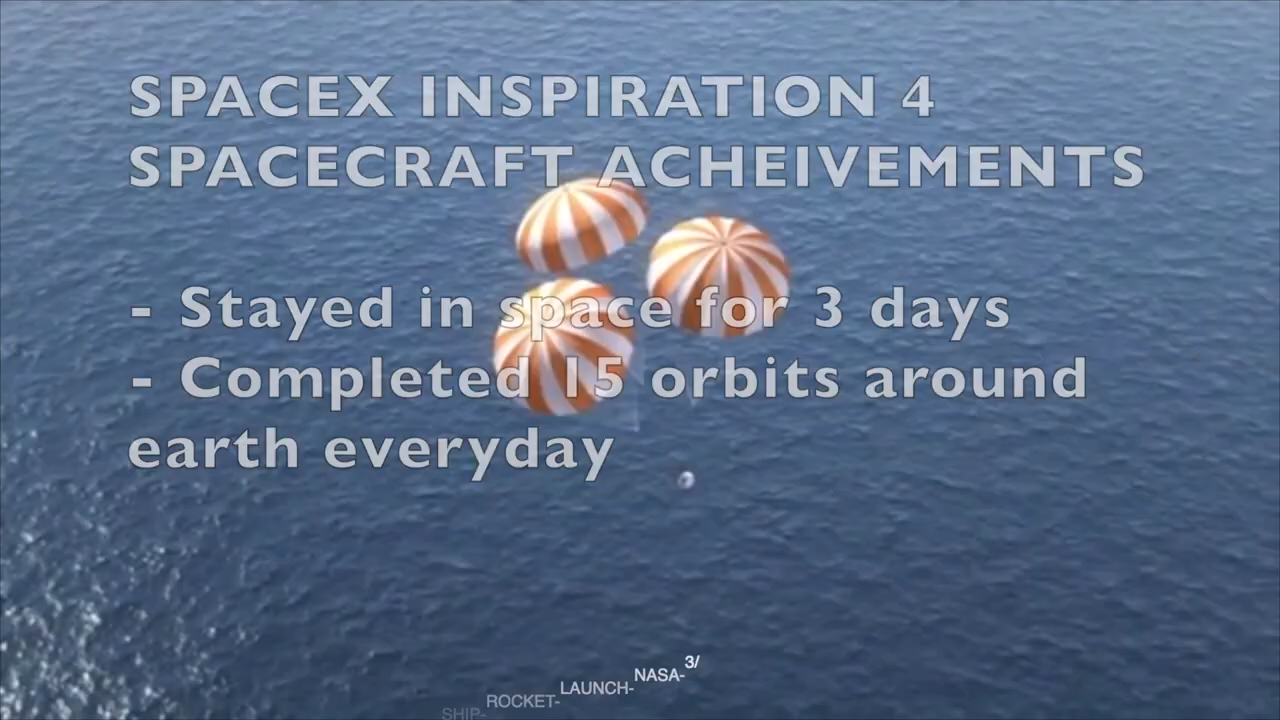 SPACEX INSPIRATION 4
SPACECRAFT ACHEIVEMENTS
- Stayed in space for 3 days
- Completed 15 orbits around
earth everyday
SHIP-ROCKET-LAUNCH-NASA-3/